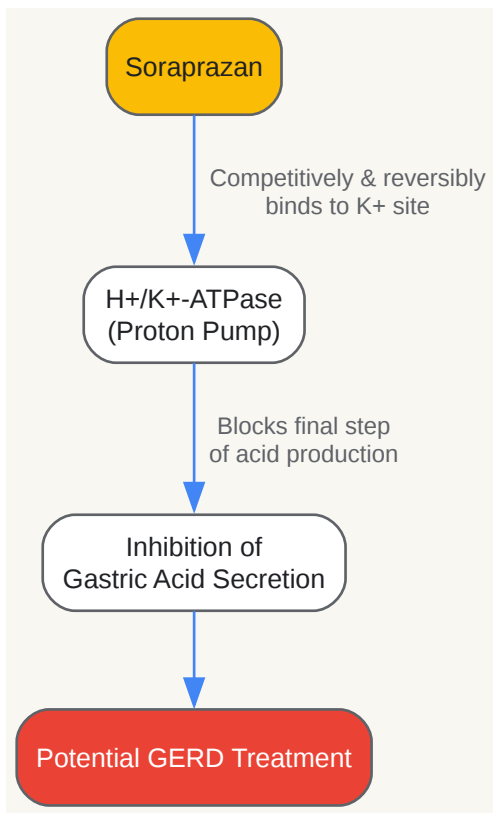 Soraprazan
Competitively & reversibly
binds to K+ site
H+/K+-ATPase
(Proton Pump)
Blocks final step
of acid production
Inhibition of
Gastric Acid Secretion
Potential GERD Treatment